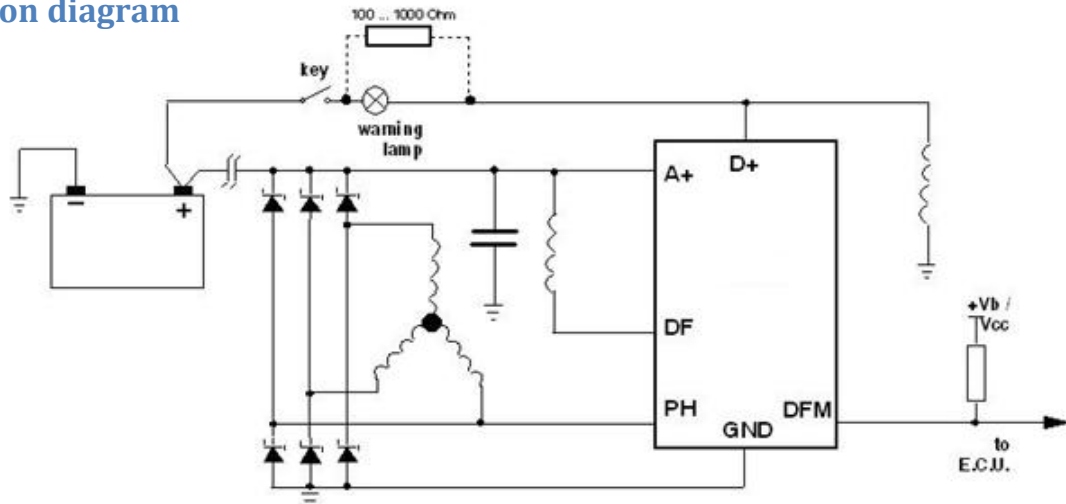 on diagram
100 ... 1000 Ohm
key
warning
lamp
− +
A+
D+
DF
PH
DFM
GND
+Vb /
Vcc
to
E.C.U.